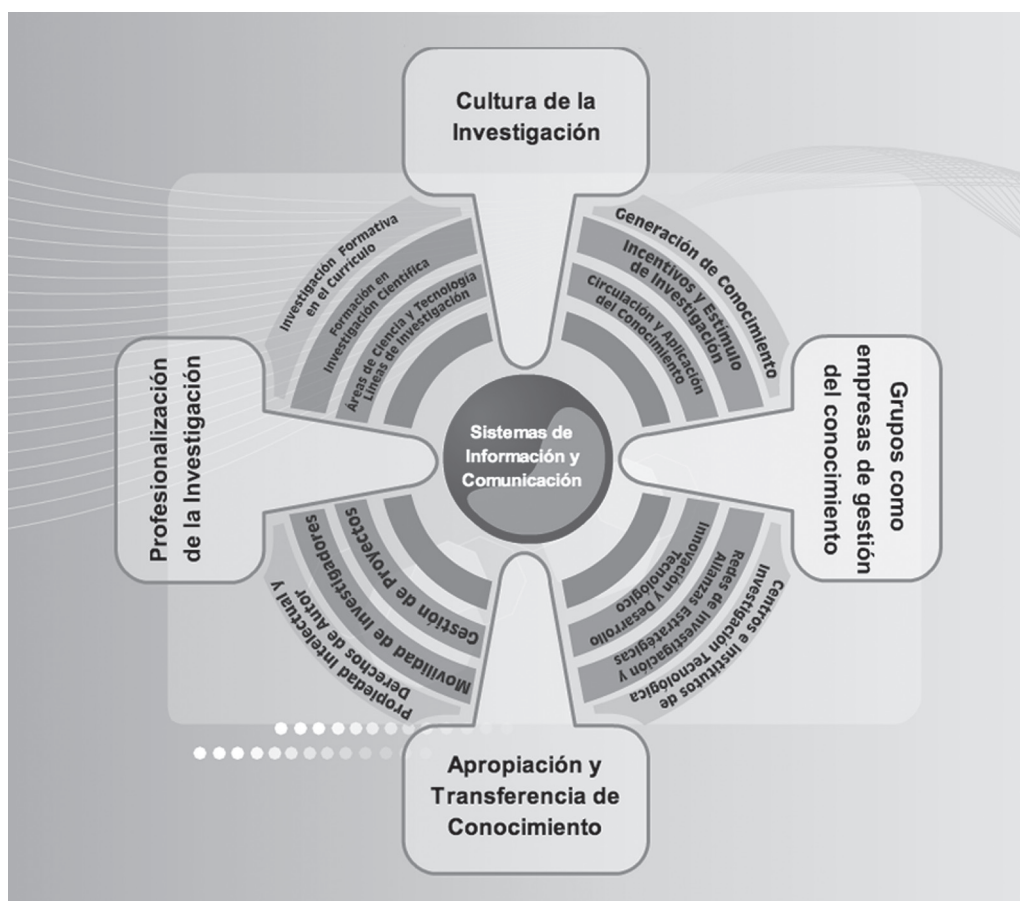 Cultura de la
Investigación
Investigación Formativa
en el Currículo
Formación en
Investigación Científica
Áreas de Ciencia y Tecnología
Líneas de Investigación
Generación de Conocimiento
Incentivos y Estímulo
de Investigación
Circulación y Aplicación
del Conocimiento
Profesionalización
de la Investigación
Sistemas de
Información y
Comunicación
Grupos como
empresas de gestión
del conocimiento
Gestión de Proyectos
Movilidad de Investigadores
Propiedad Intelectual y
Derechos de Autor
Innovación y Desarrollo
Tecnológico
Redes de Investigación y
Alianzas Estratégicas
Centros e Institutos de
Investigación Tecnológica
Apropiación y
Transferencia de
Conocimiento